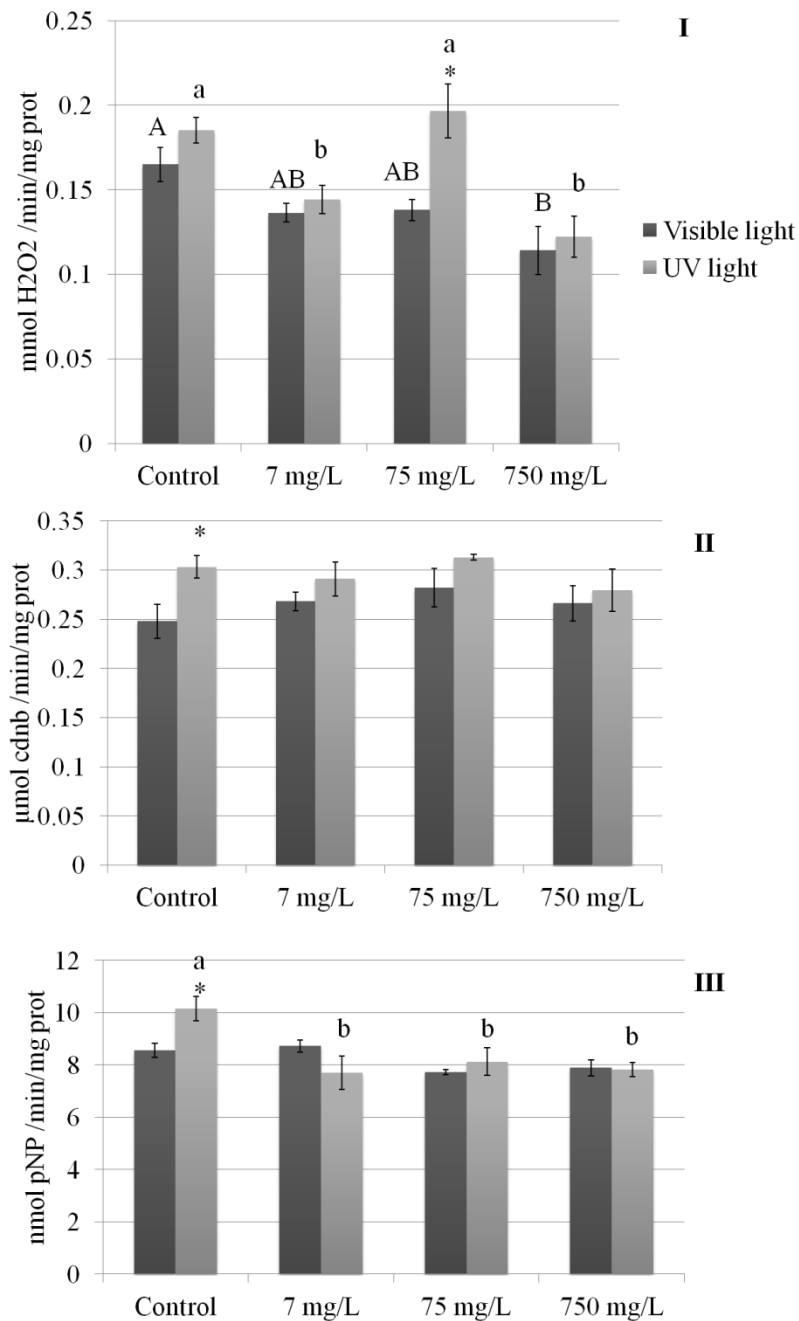 I
mmol H2O2 /min/mg prot
0.25
0.2
0.15
0.1
0.05
0
A a
AB b
AB a
*
B b
Control 7 mg/L 75 mg/L 750 mg/L
Visible light
UV light
II
µmol cdnb /min/mg prot
0.35
0.3
0.25
0.2
0.15
0.1
0.05
0
*
Control 7 mg/L 75 mg/L 750 mg/L
III
nmol pNP /min/mg prot
12
10
8
6
4
2
0
a
*
b
b
b
Control 7 mg/L 75 mg/L 750 mg/L